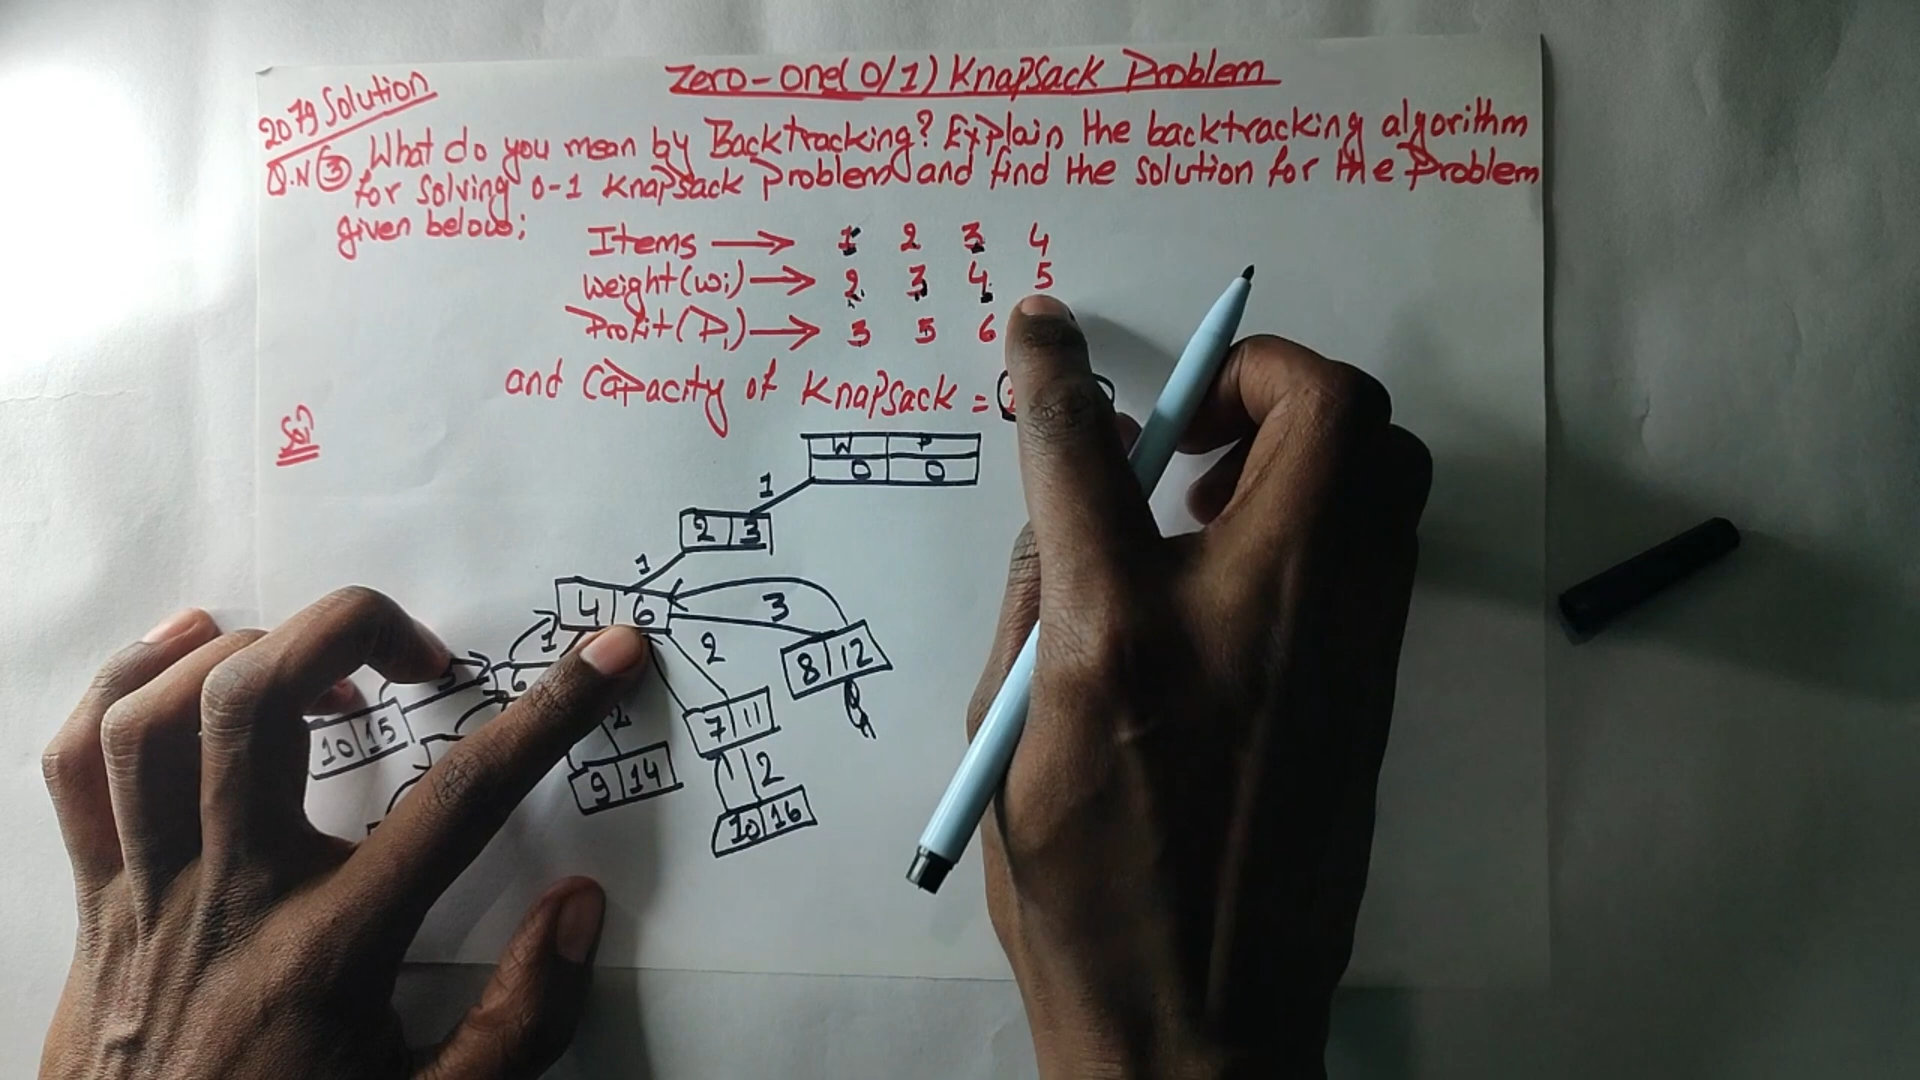 Zero-One(0/1) Knapsack Problem
2079 Solution
Q.N ③ What do you mean by Backtracking? Explain the backtracking algorithm
for solving 0-1 Knapsack Problem and find the solution for the Problem
given below;
Items → 1 2 3 4
Weight(wi) → 2 3 4 5
Profit(Pi) → 3 5 6
and Capacity of Knapsack =
Sol
W P
0 0
1
2 3
1
4 6
3
1
2
8 12
7 11
10 15
2
2
9 14
10 16